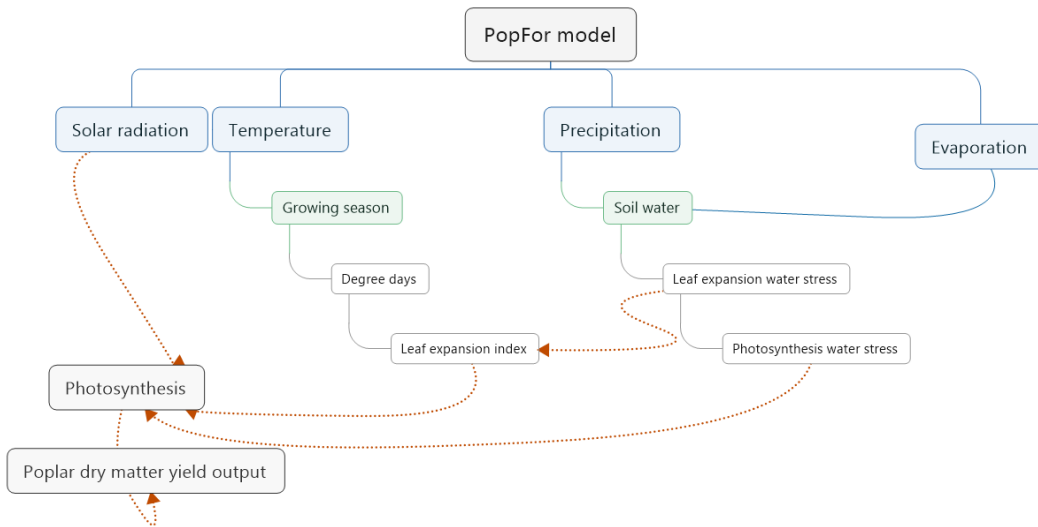 PopFor model
Solar radiation
Temperature
Precipitation
Evaporation
Growing season
Soil water
Degree days
Leaf expansion water stress
Leaf expansion index
Photosynthesis water stress
Photosynthesis
Poplar dry matter yield output